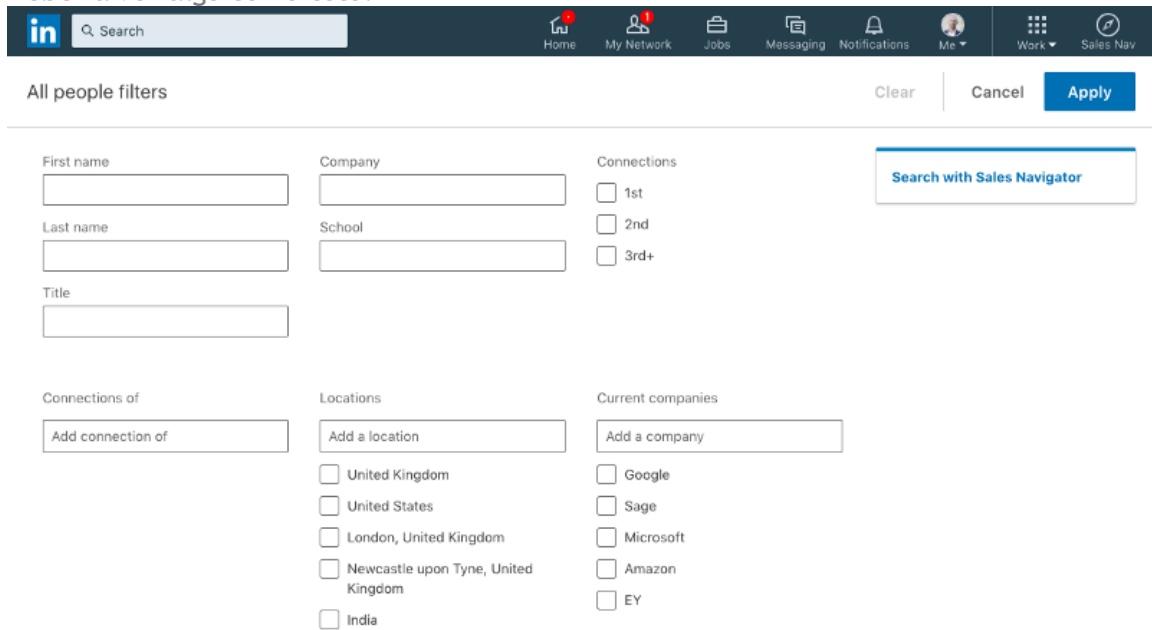 in
Search
Home
My Network
1
Jobs
Messaging
Notifications
Me
Work
Sales Nav
All people filters
Clear
Cancel
Apply
First name
Company
Connections
1st
Search with Sales Navigator
Last name
School
2nd
3rd+
Title
Connections of
Locations
Current companies
Add connection of
Add a location
Add a company
United Kingdom
Google
United States
Sage
London, United Kingdom
Microsoft
Newcastle upon Tyne, United
Kingdom
Amazon
EY
India